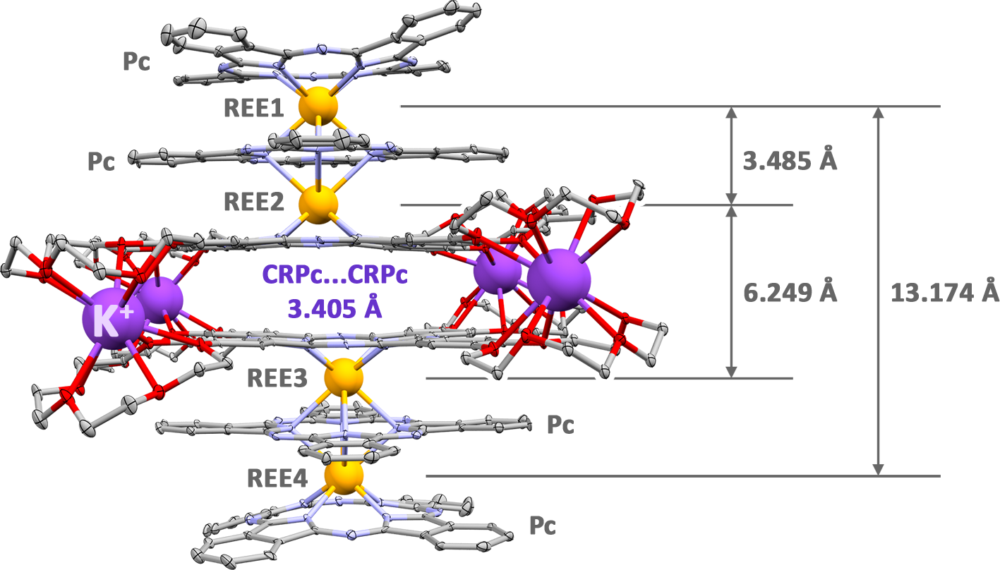 Pc
REE1
3.485 Å
Pc
REE2
CRPc...CRPc
3.405 Å
6.249 Å
13.174 Å
K⁺
REE3
Pc
REE4
Pc